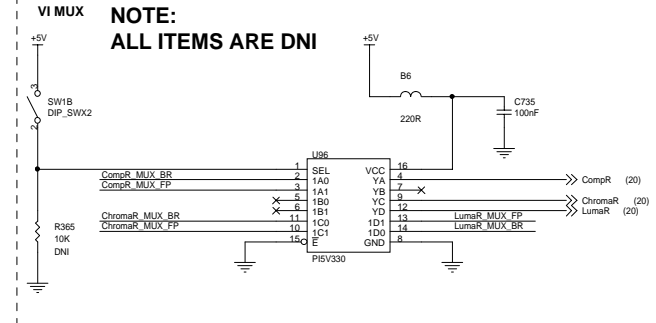 VI MUX
NOTE:
ALL ITEMS ARE DNI
+5V
+5V
3
SW1B
DIP_SWX2
2
B6
220R
C735
100nF
U96
CompR_MUX_BR
CompR_MUX_FP
ChromaR_MUX_BR
ChromaR_MUX_FP
1 SEL
2 1A0
3 1A1
5 1B0
6 1B1
11 1C0
10 1C1
15 E
VCC 16
YA 4
YB 7
YC 9
YD 12
1D1 13
1D0 14
GND 8
PI5V330
LumaR_MUX_FP
LumaR_MUX_BR
CompR (20)
ChromaR (20)
LumaR (20)
R365
10K
DNI